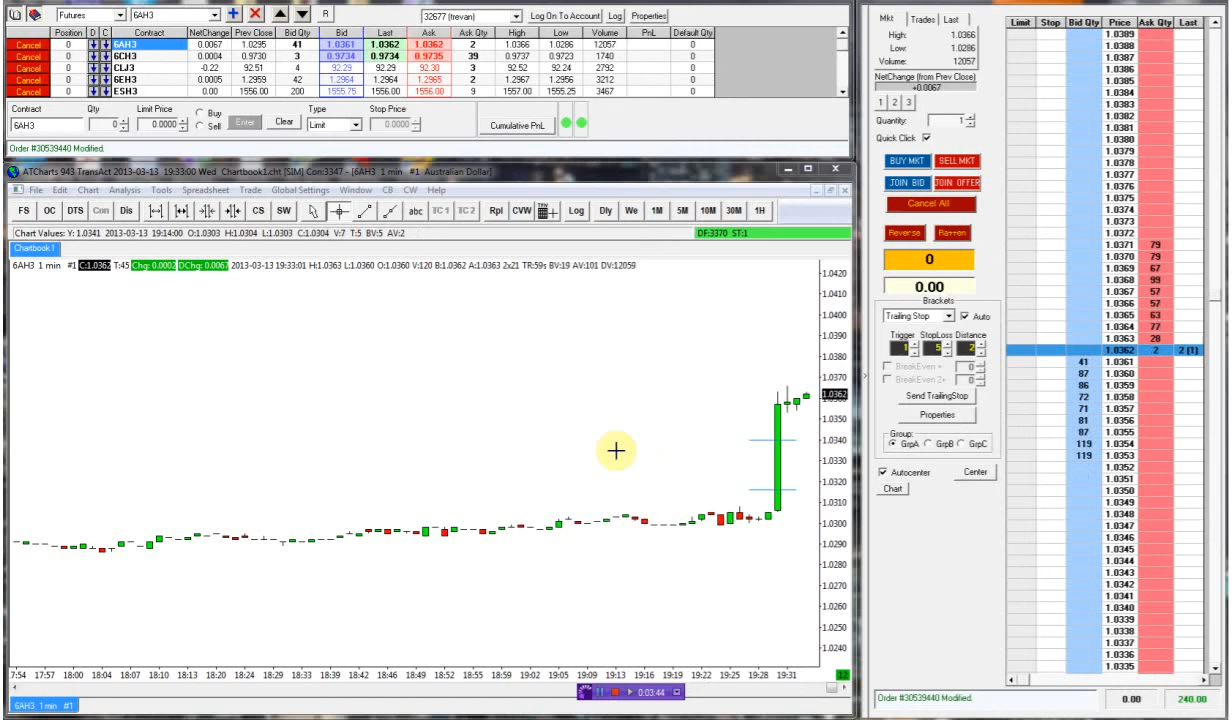 Futures 6AH3 R 32677 (trevan) Log On To Account Log Properties
Position D C Contract NetChange Prev Close Bid Qty Bid Last Ask Ask Qty High Low Volume PnL Default Qty
Cancel 0 6AH3 0.0067 1.0295 41 1.0361 1.0362 1.0362 2 1.0366 1.0286 12057 0
Cancel 0 6CH3 0.0004 0.9730 3 0.9734 0.9734 0.9735 39 0.9737 0.9723 1740 0
Cancel 0 CLJ3 -0.22 92.51 4 92.29 92.29 92.30 3 92.52 92.24 2792 0
Cancel 0 6EH3 0.0005 1.2959 42 1.2964 1.2964 1.2965 2 1.2967 1.2956 3212 0
Cancel 0 ESH3 0.00 1556.00 200 1555.75 1556.00 1556.00 9 1557.00 1555.25 3467 0
Contract Qty Limit Price Type Stop Price
6AH3 0 0.0000 Buy Sell Enter Clear Limit 0.0000 Cumulative PnL
Order #30539440 Modified.
ATCharts 943 TransAct 2013-03-13 19:33:00 Wed Chartbook1.cht [SIM] Con:3347 - [6AH3 1 min #1 Australian Dollar]
File Edit Chart Analysis Tools Spreadsheet Trade Global Settings Window CB CW Help
FS OC DTS Con Dis CS SW abc TC1 TC2 Rpl CVW Log Dly We 1M 5M 10M 30M 1H
Chart Values: Y: 1.0341 2013-03-13 19:14:00 O:1.0303 H:1.0304 L:1.0303 C:1.0304 V:7 T:5 BV:5 AV:2 DF:3370 ST:1
Chartbook1
6AH3 1 min #1 C:1.0362 T:45 Chg: 0.0002 DChg: 0.0067 2013-03-13 19:33:01 H:1.0363 L:1.0360 O:1.0360 V:120 B:1.0362 A:1.0363 2x21 TR:59s BV:19 AV:101 DV:12059
1.0420
1.0410
1.0400
1.0390
1.0380
1.0370
1.0362
1.0350
1.0340
1.0330
1.0320
1.0310
1.0300
1.0290
1.0280
1.0270
1.0260
1.0250
1.0240
7:54 17:57 18:00 18:04 18:07 18:10 18:13 18:16 18:20 18:24 18:29 18:33 18:39 18:42 18:46 18:48 18:52 18:55 18:57 18:59 19:02 19:05 19:09 19:13 19:16 19:19 19:22 19:25 19:28 19:31 12
0:03:44
6AH3 1 min #1
Mkt Trades Last
High: 1.0366
Low: 1.0286
Volume: 12057
NetChange (from Prev Close)
+0.0067
1 2 3
Quantity: 1
Quick Click
BUY MKT SELL MKT
JOIN BID JOIN OFFER
Cancel All
Reverse Flatten
0
0.00
Brackets
Trailing Stop Auto
Trigger StopLoss Distance
1 5 2
BreakEven + 0
BreakEven 2+ 0
Send TrailingStop
Properties
Group:
GrpA GrpB GrpC
Autocenter Center
Chart
Limit Stop Bid Qty Price Ask Qty Last
1.0389
1.0388
1.0387
1.0386
1.0385
1.0384
1.0383
1.0382
1.0381
1.0380
1.0379
1.0378
1.0377
1.0376
1.0375
1.0374
1.0373
1.0372
1.0371 79
1.0370 79
1.0369 67
1.0368 99
1.0367 57
1.0366 57
1.0365 63
1.0364 77
1.0363 28
1.0362 2 2 (1)
41 1.0361
87 1.0360
86 1.0359
72 1.0358
71 1.0357
81 1.0356
87 1.0355
119 1.0354
119 1.0353
1.0352
1.0351
1.0350
1.0349
1.0348
1.0347
1.0346
1.0345
1.0344
1.0343
1.0342
1.0341
1.0340
1.0339
1.0338
1.0337
1.0336
1.0335
Order #30539440 Modified. 0.00 240.00